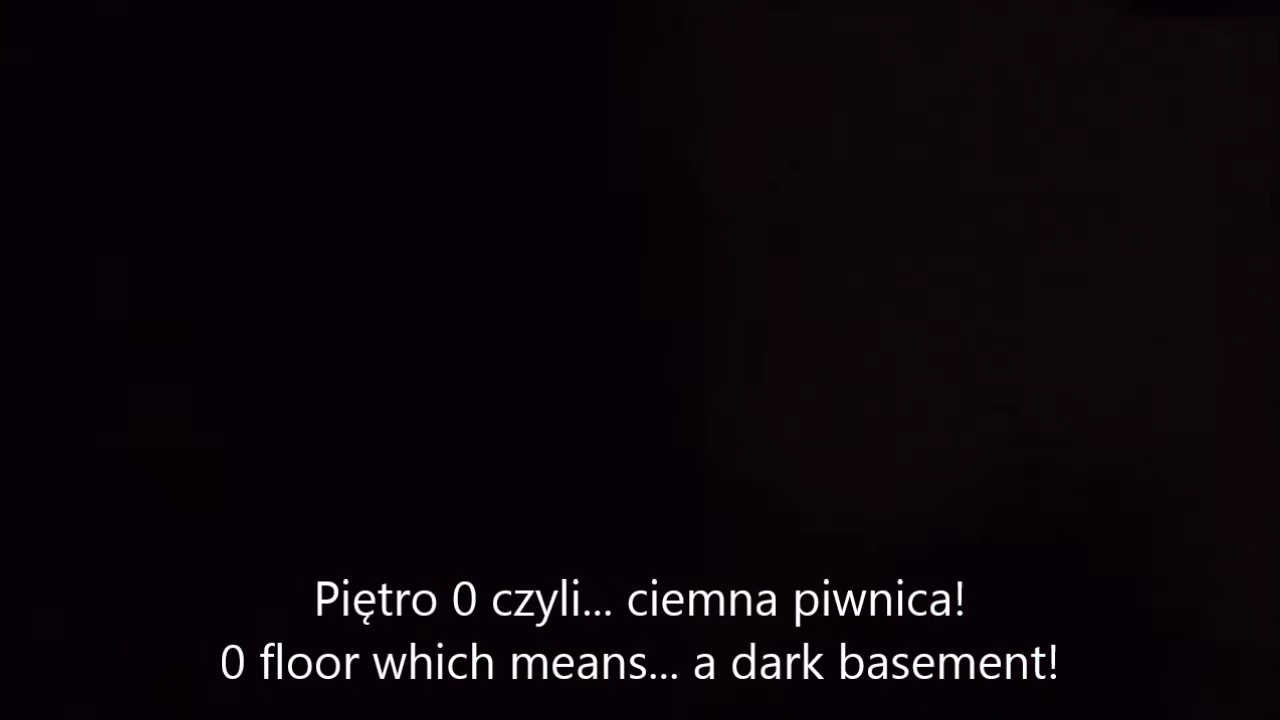 Piętro 0 czyli... ciemna piwnica!
0 floor which means... a dark basement!